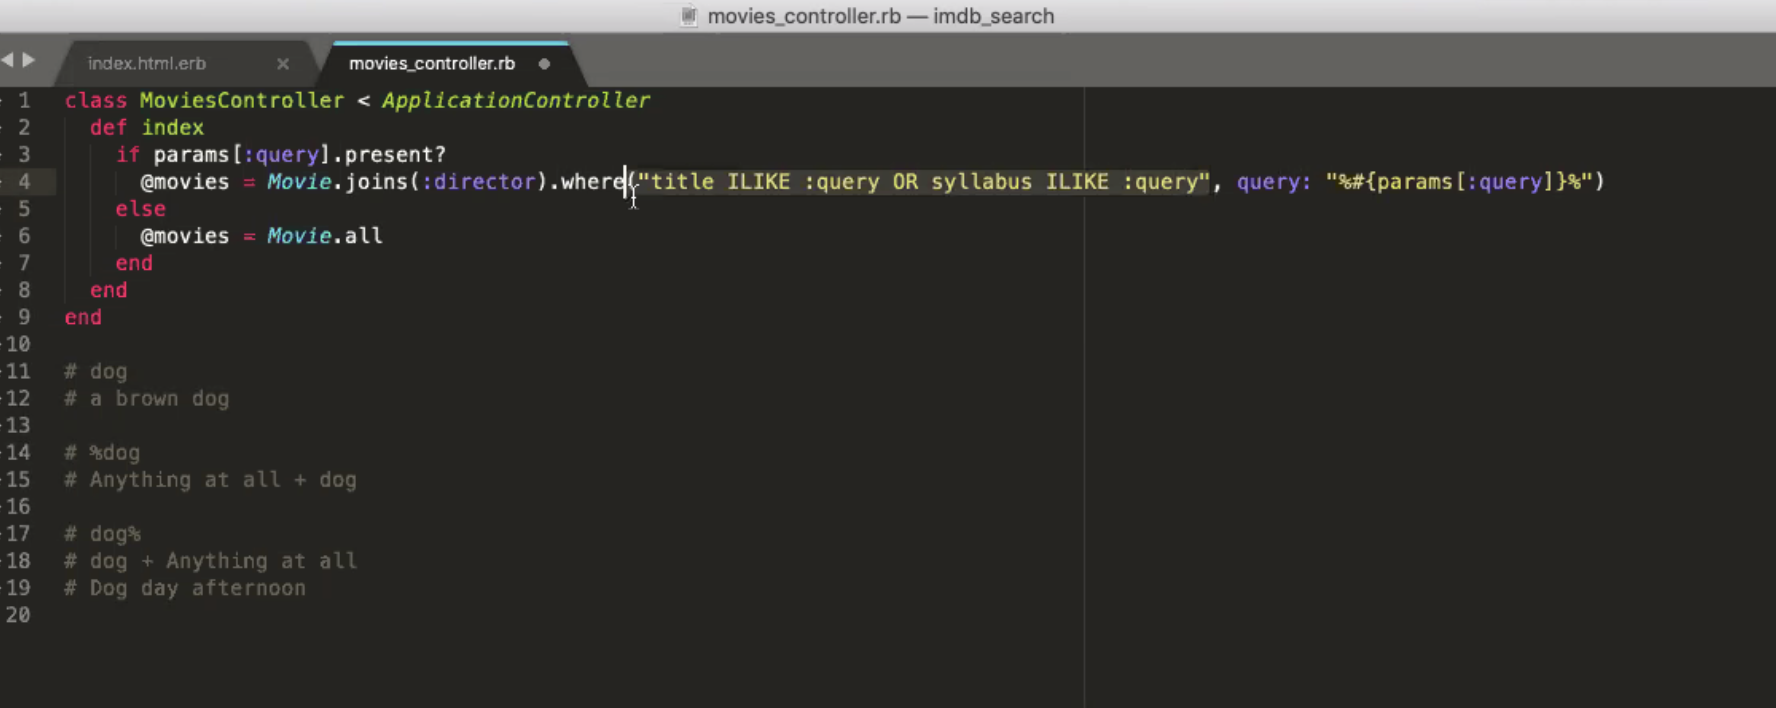 movies_controller.rb — imdb_search
index.html.erb × movies_controller.rb
1 class MoviesController < ApplicationController
2 def index
3 if params[:query].present?
4 @movies = Movie.joins(:director).where("title ILIKE :query OR syllabus ILIKE :query", query: "%#{params[:query]}%")
5 else
6 @movies = Movie.all
7 end
8 end
9 end
10
11 # dog
12 # a brown dog
13
14 # %dog
15 # Anything at all + dog
16
17 # dog%
18 # dog + Anything at all
19 # Dog day afternoon
20